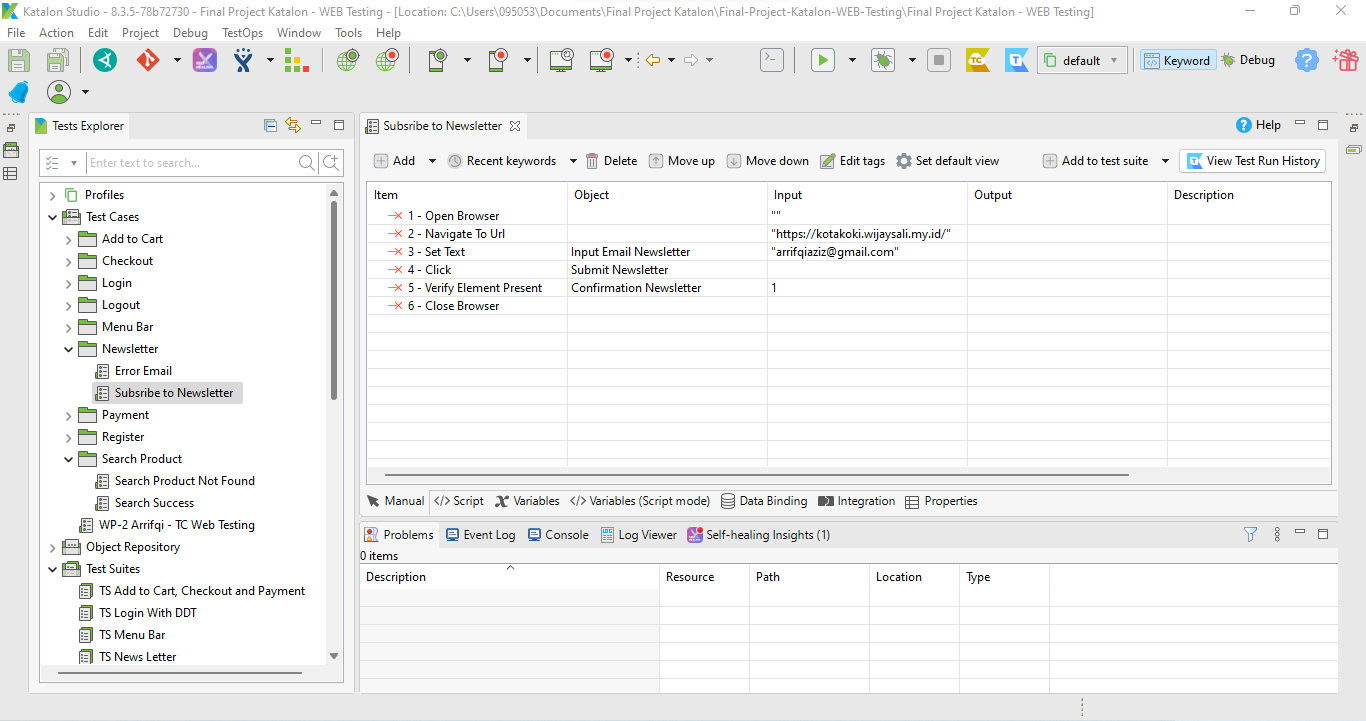 Katalon Studio - 8.3.5-78b72730 - Final Project Katalon - WEB Testing - [Location: C:\Users\095053\Documents\Final Project Katalon\Final-Project-Katalon-WEB-Testing\Final Project Katalon - WEB Testing]
File Action Edit Project Debug TestOps Window Tools Help
default Keyword Debug
Tests Explorer
Enter text to search...
Profiles
Test Cases
Add to Cart
Checkout
Login
Logout
Menu Bar
Newsletter
Error Email
Subsribe to Newsletter
Payment
Register
Search Product
Search Product Not Found
Search Success
WP-2 Arrifqi - TC Web Testing
Object Repository
Test Suites
TS Add to Cart, Checkout and Payment
TS Login With DDT
TS Menu Bar
TS News Letter
Subsribe to Newsletter
Help
Add Recent keywords Delete Move up Move down Edit tags Set default view Add to test suite View Test Run History
Item Object Input Output Description
1 - Open Browser ""
2 - Navigate To Url "https://kotakoki.wijaysali.my.id/"
3 - Set Text Input Email Newsletter "arrifqiaziz@gmail.com"
4 - Click Submit Newsletter
5 - Verify Element Present Confirmation Newsletter 1
6 - Close Browser
Manual </> Script Variables </> Variables (Script mode) Data Binding Integration Properties
Problems Event Log Console Log Viewer Self-healing Insights (1)
0 items
Description Resource Path Location Type